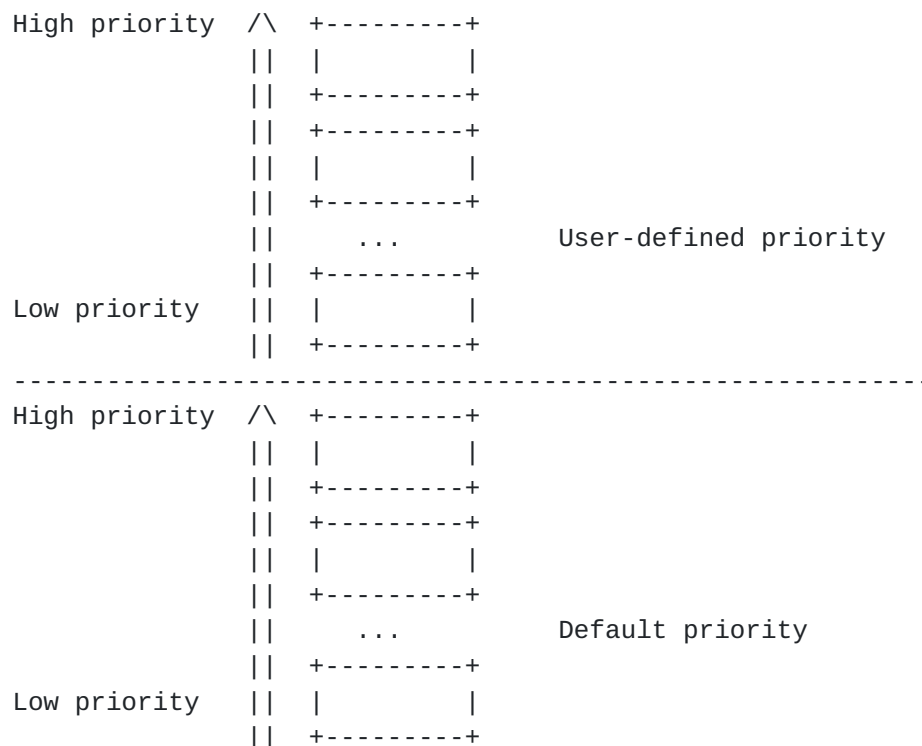 High priority  /\  +---------+
               ||  |         |
               ||  +---------+
               ||  +---------+
               ||  |         |
               ||  +---------+
               ||     ...          User-defined priority
               ||  +---------+
Low priority   ||  |         |
               ||  +---------+
-----------------------------------------------------------
High priority  /\  +---------+
               ||  |         |
               ||  +---------+
               ||  +---------+
               ||  |         |
               ||  +---------+
               ||     ...          Default priority
               ||  +---------+
Low priority   ||  |         |
               ||  +---------+